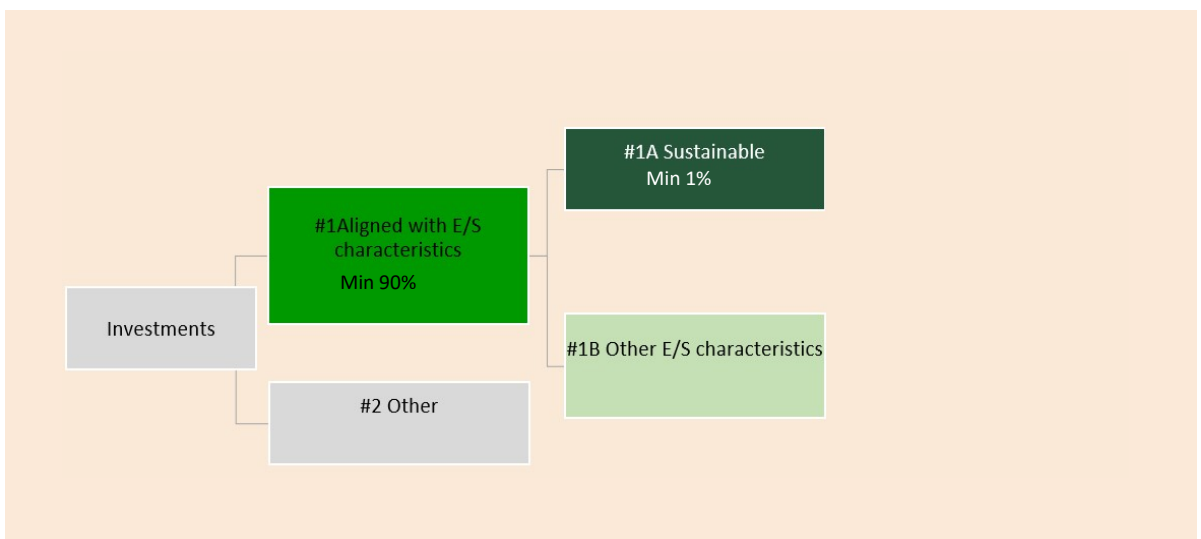 #1A Sustainable
Min 1%
#1Aligned with E/S
characteristics
Min 90%
Investments
#1B Other E/S characteristics
#2 Other